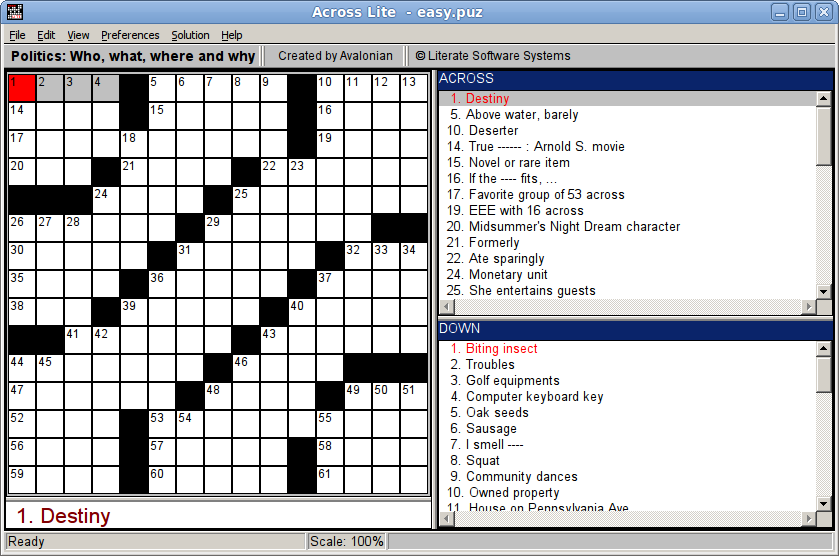 Across Lite - easy.puz
File Edit View Preferences Solution Help
Politics: Who, what, where and why Created by Avalonian © Literate Software Systems
1 2 3 4 5 6 7 8 9 10 11 12 13
14 15 16
17 18 19
20 21 22 23
24 25
26 27 28 29
30 31 32 33 34
35 36 37
38 39 40
41 42 43
44 45 46
47 48 49 50 51
52 53 54 55
56 57 58
59 60 61
ACROSS
1. Destiny
5. Above water, barely
10. Deserter
14. True ------ : Arnold S. movie
15. Novel or rare item
16. If the ---- fits, ...
17. Favorite group of 53 across
19. EEE with 16 across
20. Midsummer's Night Dream character
21. Formerly
22. Ate sparingly
24. Monetary unit
25. She entertains guests
DOWN
1. Biting insect
2. Troubles
3. Golf equipments
4. Computer keyboard key
5. Oak seeds
6. Sausage
7. I smell ----
8. Squat
9. Community dances
10. Owned property
11. House on Pennsylvania Ave
1. Destiny
Ready Scale: 100%